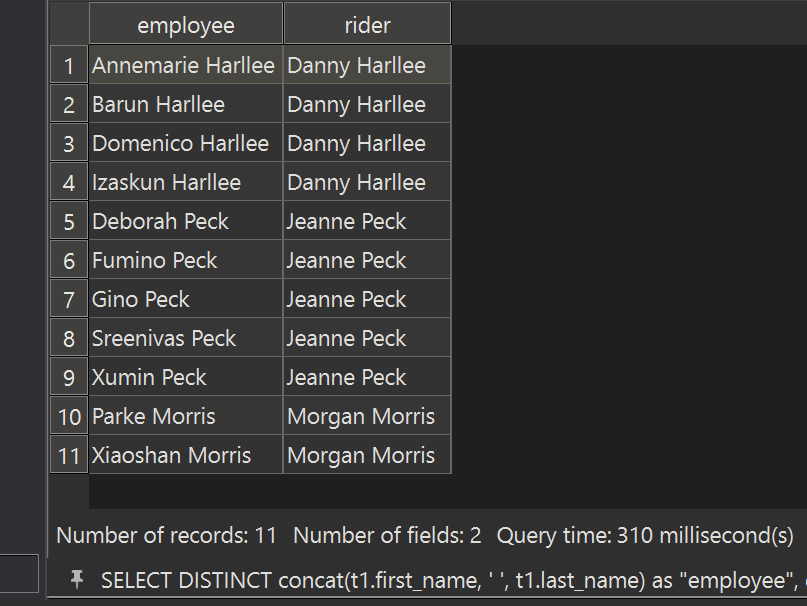 employee rider
1 Annemarie Harllee Danny Harllee
2 Barun Harllee Danny Harllee
3 Domenico Harllee Danny Harllee
4 Izaskun Harllee Danny Harllee
5 Deborah Peck Jeanne Peck
6 Fumino Peck Jeanne Peck
7 Gino Peck Jeanne Peck
8 Sreenivas Peck Jeanne Peck
9 Xumin Peck Jeanne Peck
10 Parke Morris Morgan Morris
11 Xiaoshan Morris Morgan Morris
Number of records: 11 Number of fields: 2 Query time: 310 millisecond(s)
SELECT DISTINCT concat(t1.first_name, ' ', t1.last_name) as "employee",